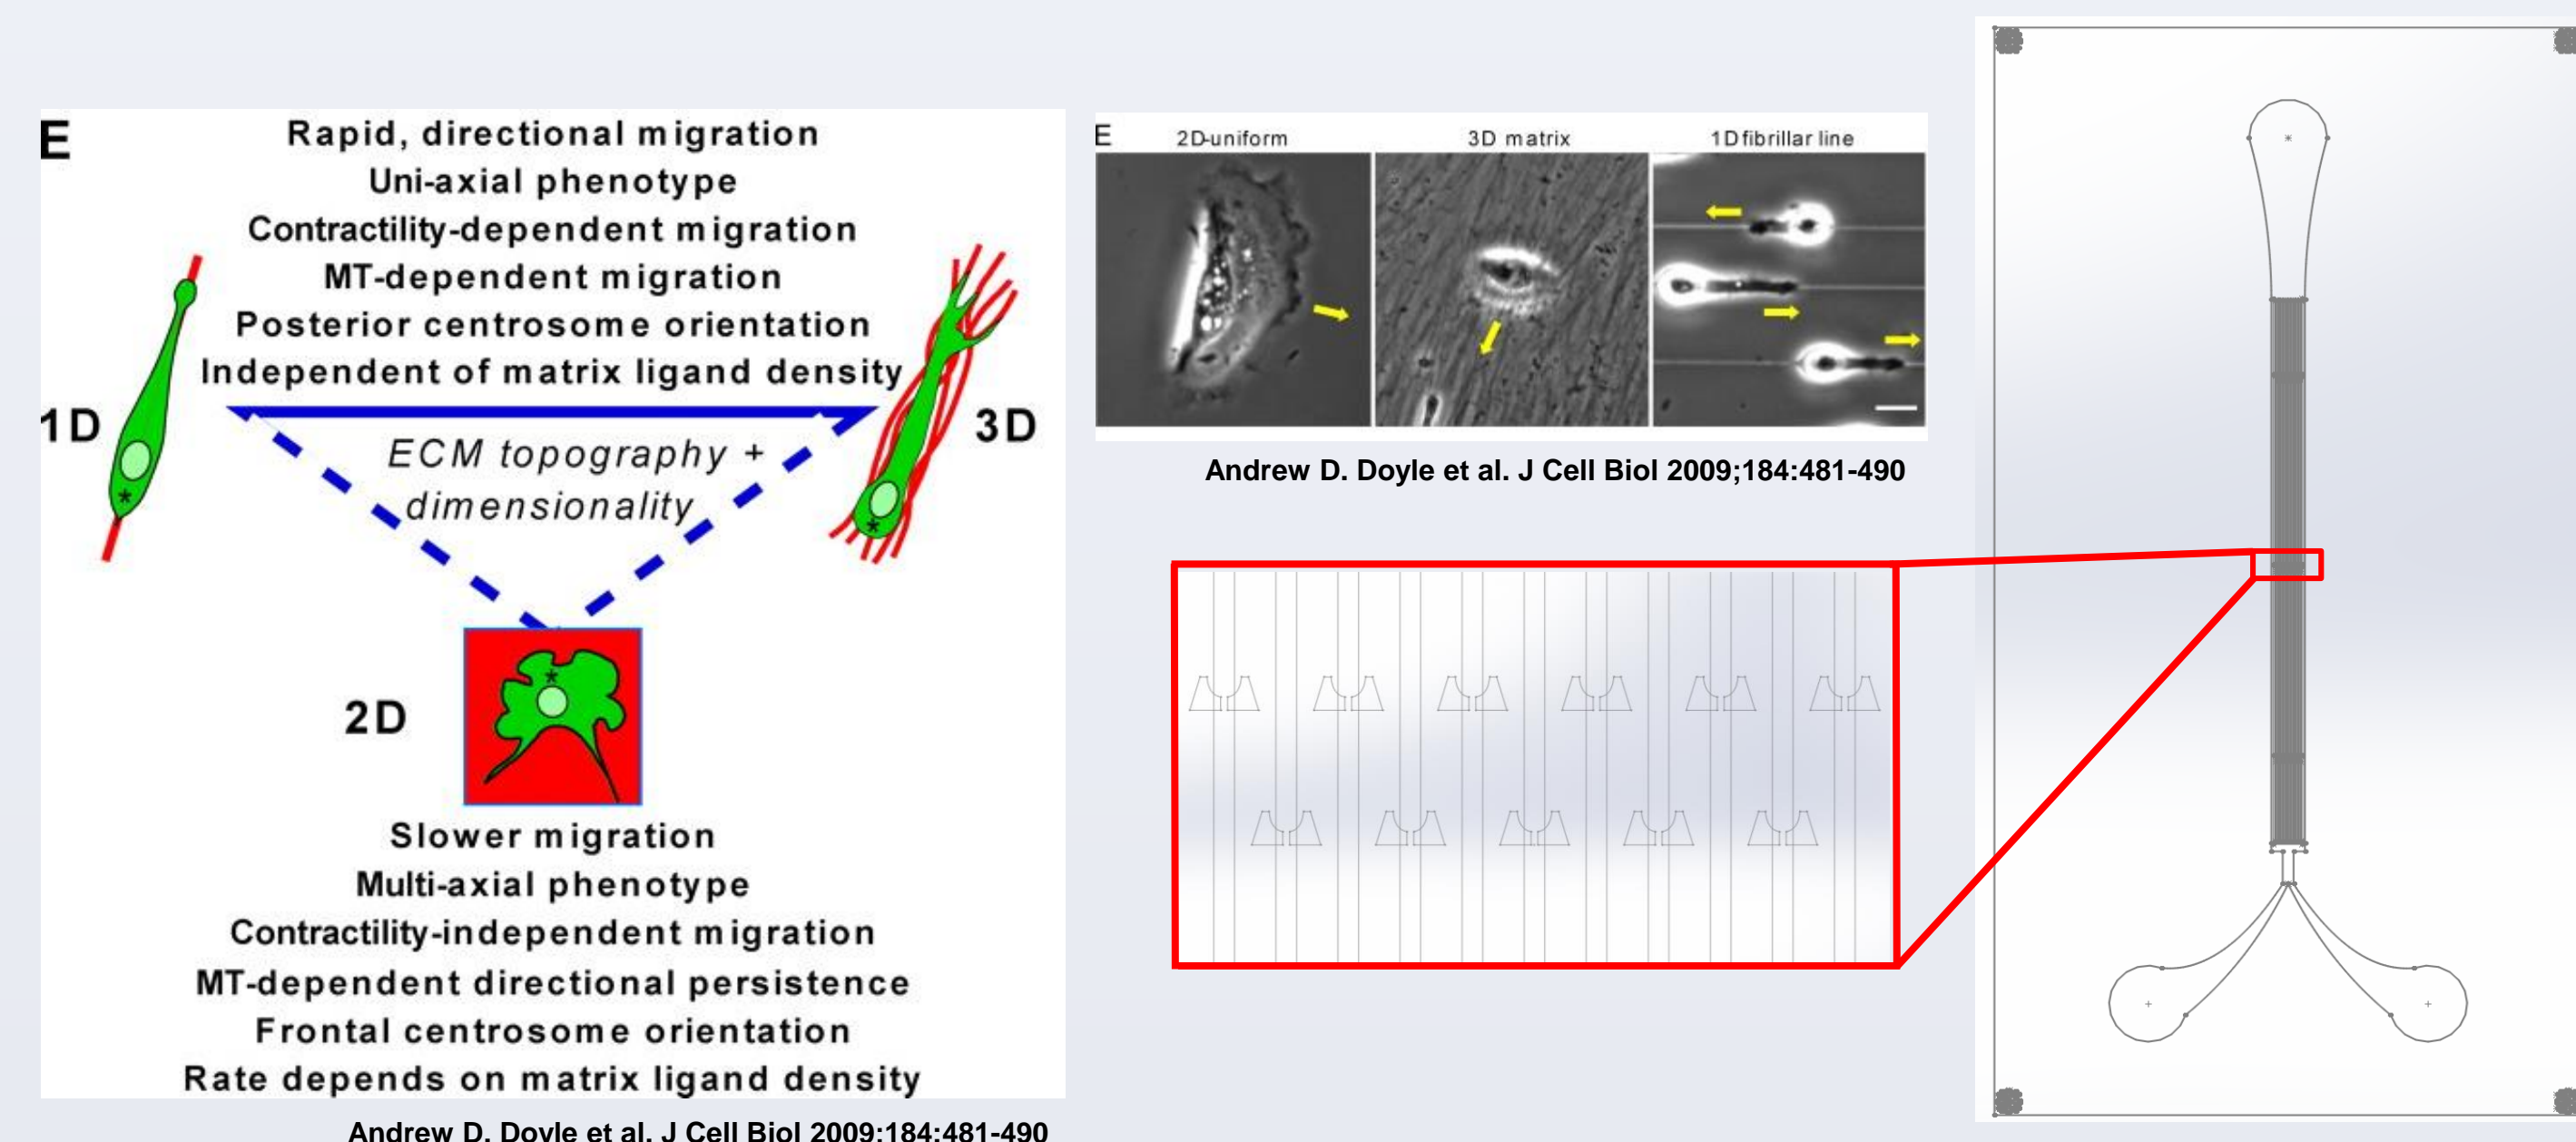 E
Rapid, directional migration
Uni-axial phenotype
Contractility-dependent migration
MT-dependent migration
Posterior centrosome orientation
Independent of matrix ligand density
1D
3D
ECM topography +
dimensionality
*
*
*
2D
Slower migration
Multi-axial phenotype
Contractility-independent migration
MT-dependent directional persistence
Frontal centrosome orientation
Rate depends on matrix ligand density
Andrew D. Doyle et al. J Cell Biol 2009;184:481-490
E
2D-uniform
3D matrix
1D fibrillar line
Andrew D. Doyle et al. J Cell Biol 2009;184:481-490